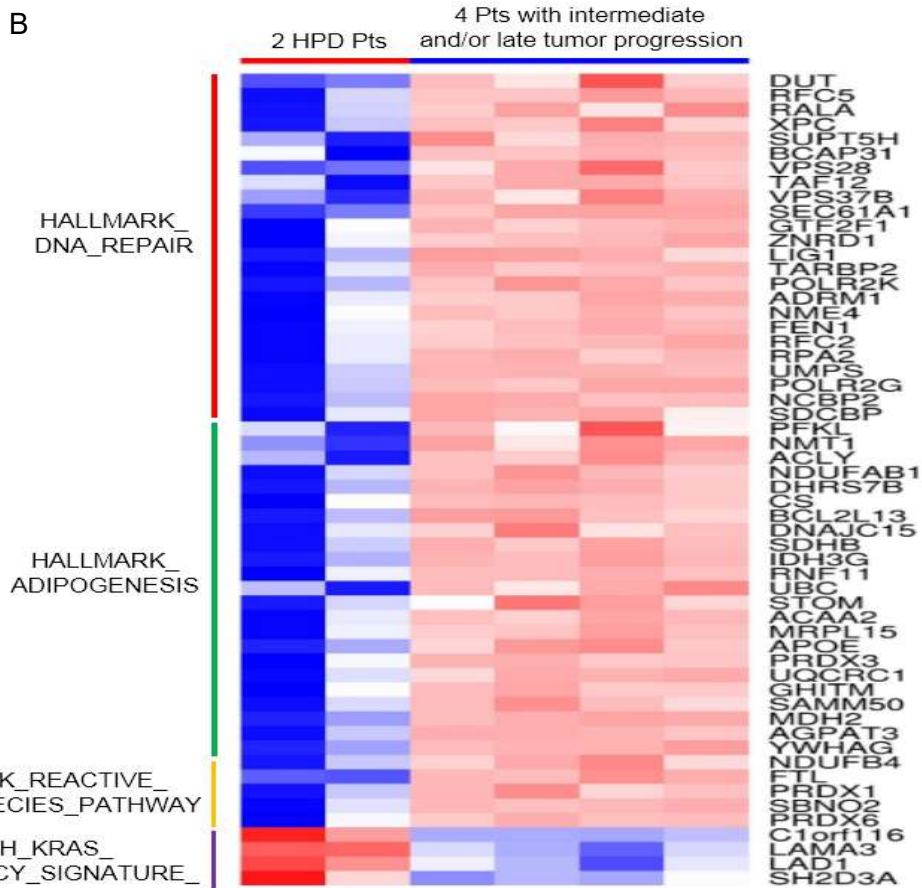 B
2 HPD Pts
4 Pts with intermediate
and/or late tumor progression
HALLMARK_
DNA_REPAIR
HALLMARK_
ADIPOGENESIS
K_REACTIVE_
ECIES_PATHWAY
H_KRAS_
CY_SIGNATURE_
DUT
RFC5
RALA
XPC
SUPT5H
BCAP31
VPS28
TAF12
VPS37B
SEC61A1
GTF2F1
ZNRD1
LIG1
TARBP2
POLR2K
ADRM1
NME4
FEN1
RFC2
RPA2
UMPS
POLR2G
NCBP2
SDCBP
PFKL
NMT1
ACLY
NDUFAB1
DHRS7B
CS
BCL2L13
DNAJC15
SDHB
IDH3G
RNF11
UBC
STOM
ACAA2
MRPL15
APOE
PRDX3
UQCRC1
GHITM
SAMM50
MDH2
AGPAT3
YWHAG
NDUFB4
FTL
PRDX1
SBNO2
PRDX6
C1orf116
LAMA3
LAD1
SH2D3A